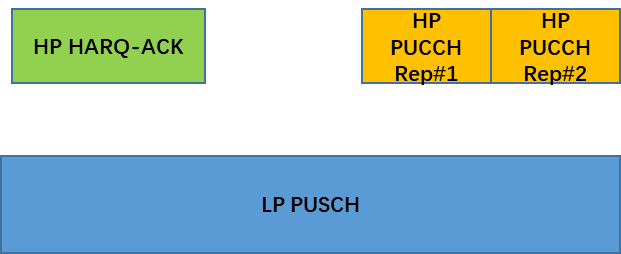 HP HARQ-ACK
HP
PUCCH
Rep#1
HP
PUCCH
Rep#2
LP PUSCH